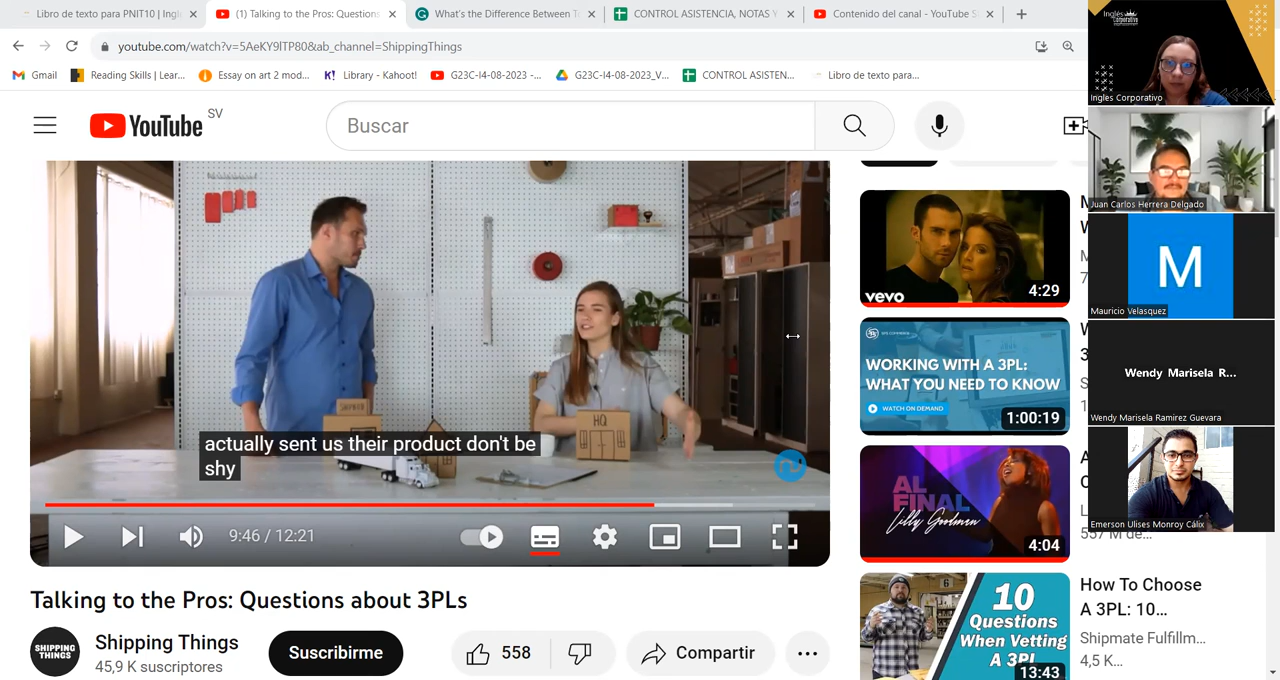 Libro de texto para PNIT10 | Ingl
(1) Talking to the Pros: Questions
What's the Difference Between Te
CONTROL ASISTENCIA, NOTAS Y
Contenido del canal - YouTube S
youtube.com/watch?v=5AeKY9lTP80&ab_channel=ShippingThings
Gmail
Reading Skills | Lear...
Essay on art 2 mod...
Library - Kahoot!
G23C-I4-08-2023 -...
G23C-I4-08-2023_V...
CONTROL ASISTEN...
Libro de texto para...
YouTube
SV
Buscar
HQ
actually sent us their product don't be
shy
9:46 / 12:21
Talking to the Pros: Questions about 3PLs
SHIPPING
THINGS
Shipping Things
45,9 K suscriptores
Suscribirme
558
Compartir
vevo
4:29
WORKING WITH A 3PL:
WHAT YOU NEED TO KNOW
WATCH ON DEMAND
1:00:19
AL
FINAL
Lilly Goodman
4:04
557 M de...
6
10
Questions
When Vetting
A 3PL
13:43
How To Choose
A 3PL: 10...
Shipmate Fulfillm...
4,5 K...
Inglés
Corporativo
Ingles Corporativo
Juan Carlos Herrera Delgado
M
Mauricio Velasquez
Wendy Marisela R...
Wendy Marisela Ramirez Guevara
Emerson Ulises Monroy Cálix